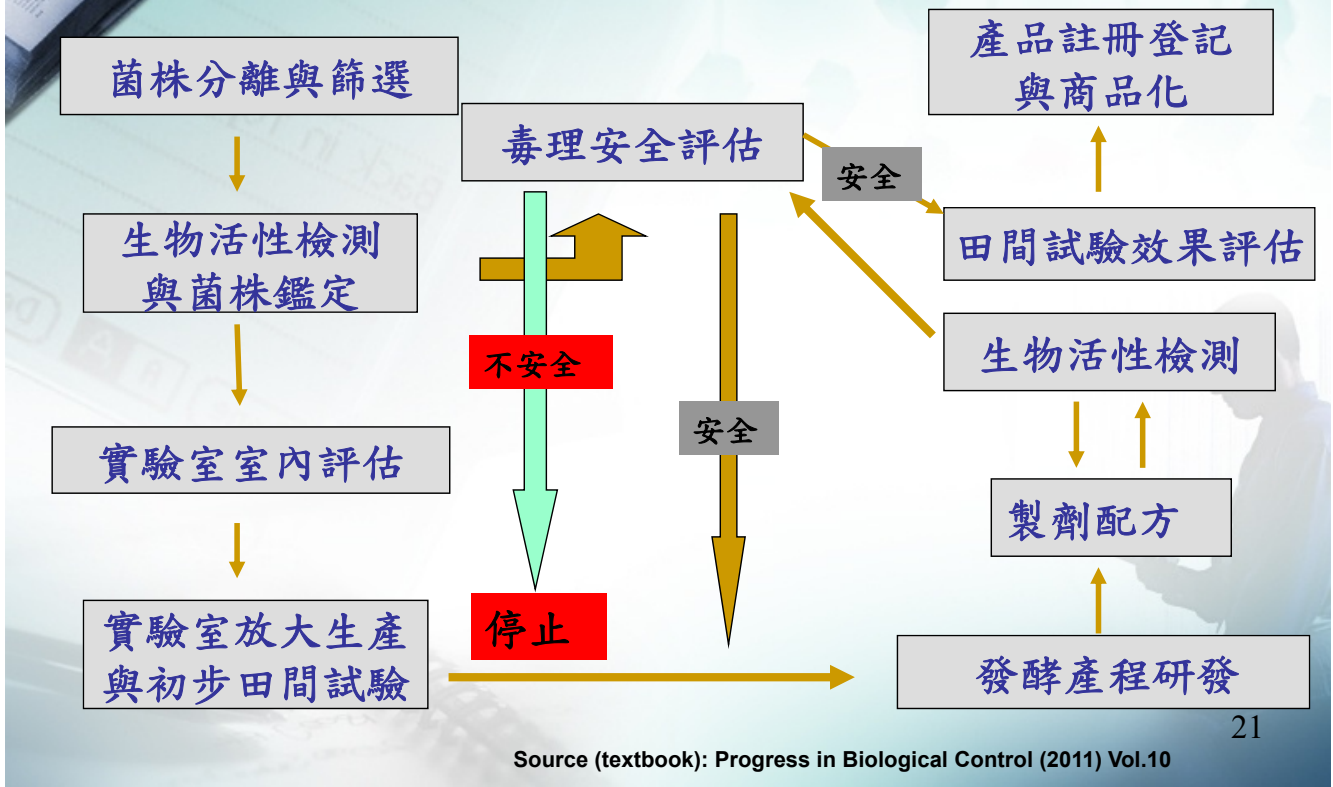 菌株分離與篩選
生物活性檢測
與菌株鑑定
實驗室室內評估
實驗室放大生產
與初步田間試驗
毒理安全評估
不安全
停止
安全
安全
產品註冊登記
與商品化
田間試驗效果評估
生物活性檢測
製劑配方
發酵產程研發
21
Source (textbook): Progress in Biological Control (2011) Vol.10